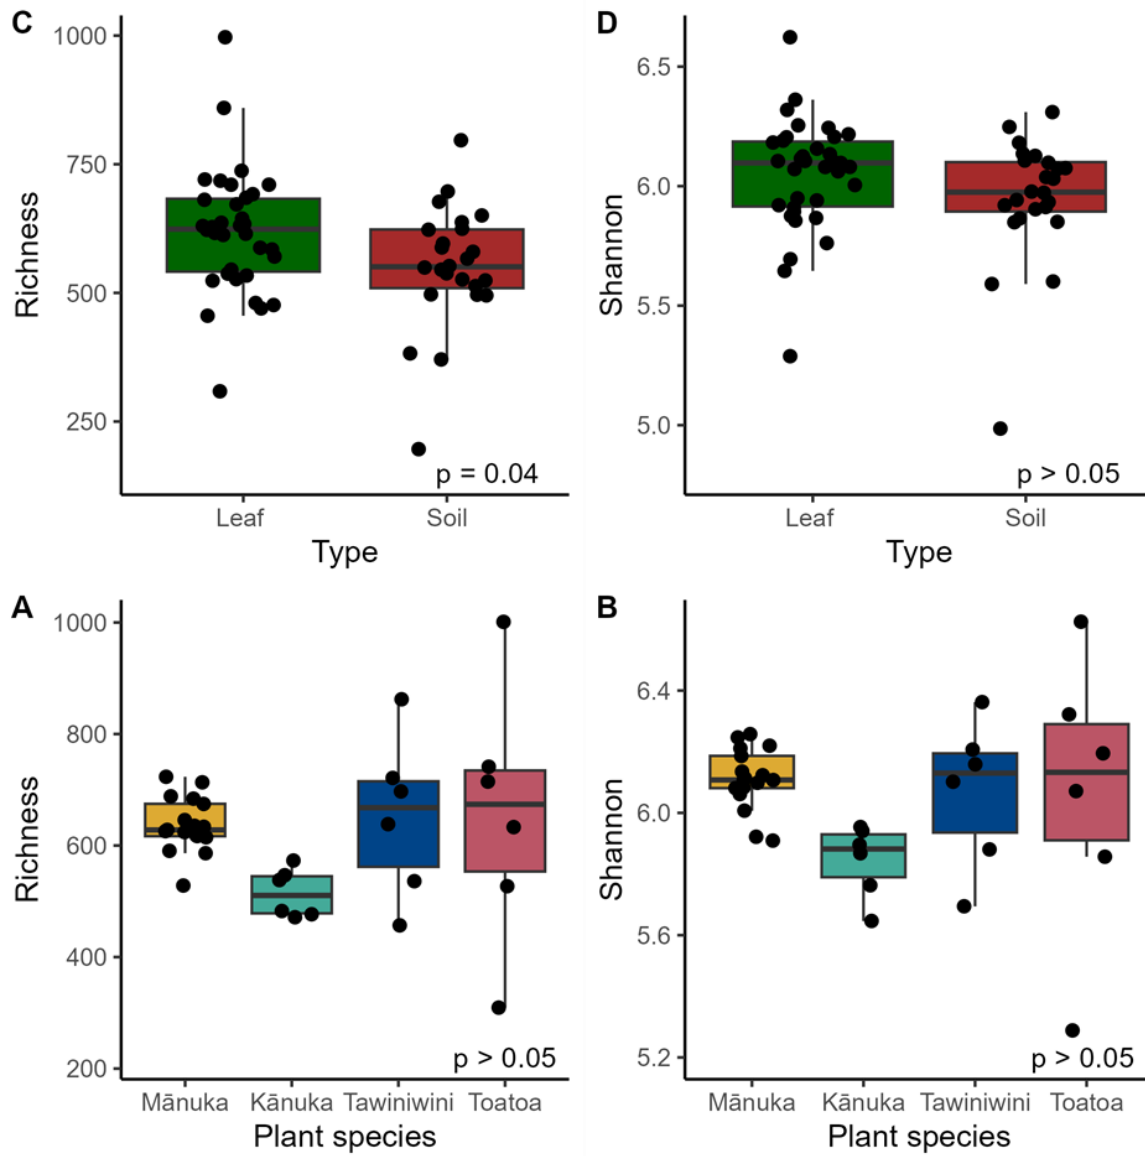 C
Richness
1000
750
500
250
p = 0.04
Leaf Soil
Type
D
Shannon
6.5
6.0
5.5
5.0
p > 0.05
Leaf Soil
Type
A
Richness
1000
800
600
400
200
p > 0.05
Mānuka Kānuka Tawiniwini Toatoa
Plant species
B
Shannon
6.4
6.0
5.6
5.2
p > 0.05
Mānuka Kānuka Tawiniwini Toatoa
Plant species